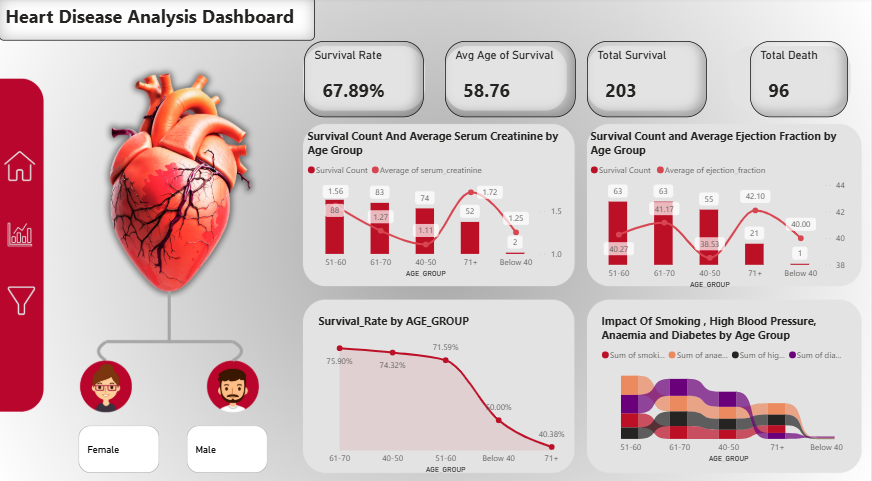 Heart Disease Analysis Dashboard
Survival Rate
67.89%
Avg Age of Survival
58.76
Total Survival
203
Total Death
96
Survival Count And Average Serum Creatinine by
Age Group
Survival Count Average of serum_creatinine
1.56 83 74 1.72
88 1.27 1.11 52 1.25
2
1.5
1.0
51-60 61-70 40-50 71+ Below 40
AGE_GROUP
Survival Count and Average Ejection Fraction by
Age Group
Survival Count Average of ejection_fraction
63 63 55 42.10
40.27 41.17 38.53 21 40.00
1
44
42
40
38
51-60 61-70 40-50 71+ Below 40
AGE_GROUP
Survival_Rate by AGE_GROUP
75.90% 74.32% 71.59% 40.38%
61-70 40-50 51-60 Below 40 71+
AGE_GROUP
Impact Of Smoking , High Blood Pressure,
Anaemia and Diabetes by Age Group
Sum of smoki... Sum of anae... Sum of hig... Sum of dia...
51-60 61-70 40-50 71+ Below 40
AGE_GROUP
Female
Male